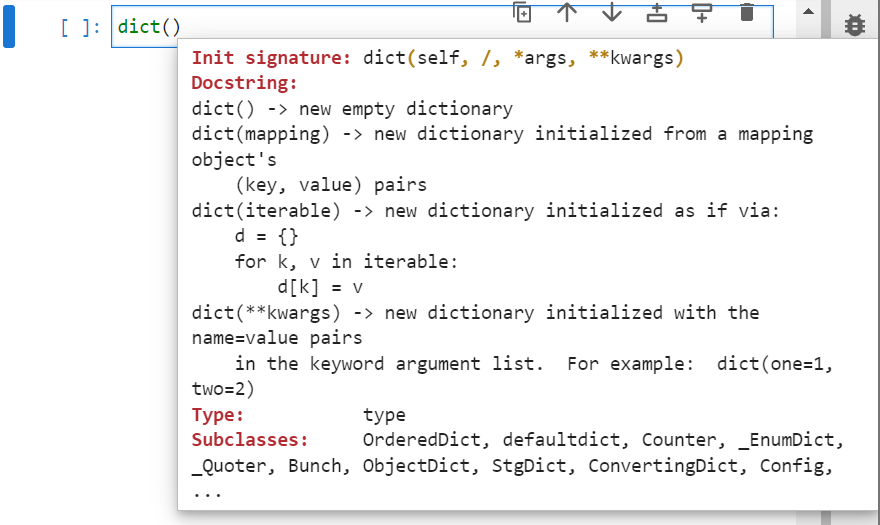 [ ]: dict()
Init signature: dict(self, /, *args, **kwargs)
Docstring:
dict() -> new empty dictionary
dict(mapping) -> new dictionary initialized from a mapping
object's
    (key, value) pairs
dict(iterable) -> new dictionary initialized as if via:
    d = {}
    for k, v in iterable:
        d[k] = v
dict(**kwargs) -> new dictionary initialized with the
name=value pairs
    in the keyword argument list.  For example:  dict(one=1,
two=2)
Type:           type
Subclasses:     OrderedDict, defaultdict, Counter, _EnumDict,
_Quoter, Bunch, ObjectDict, StgDict, ConvertingDict, Config,
...